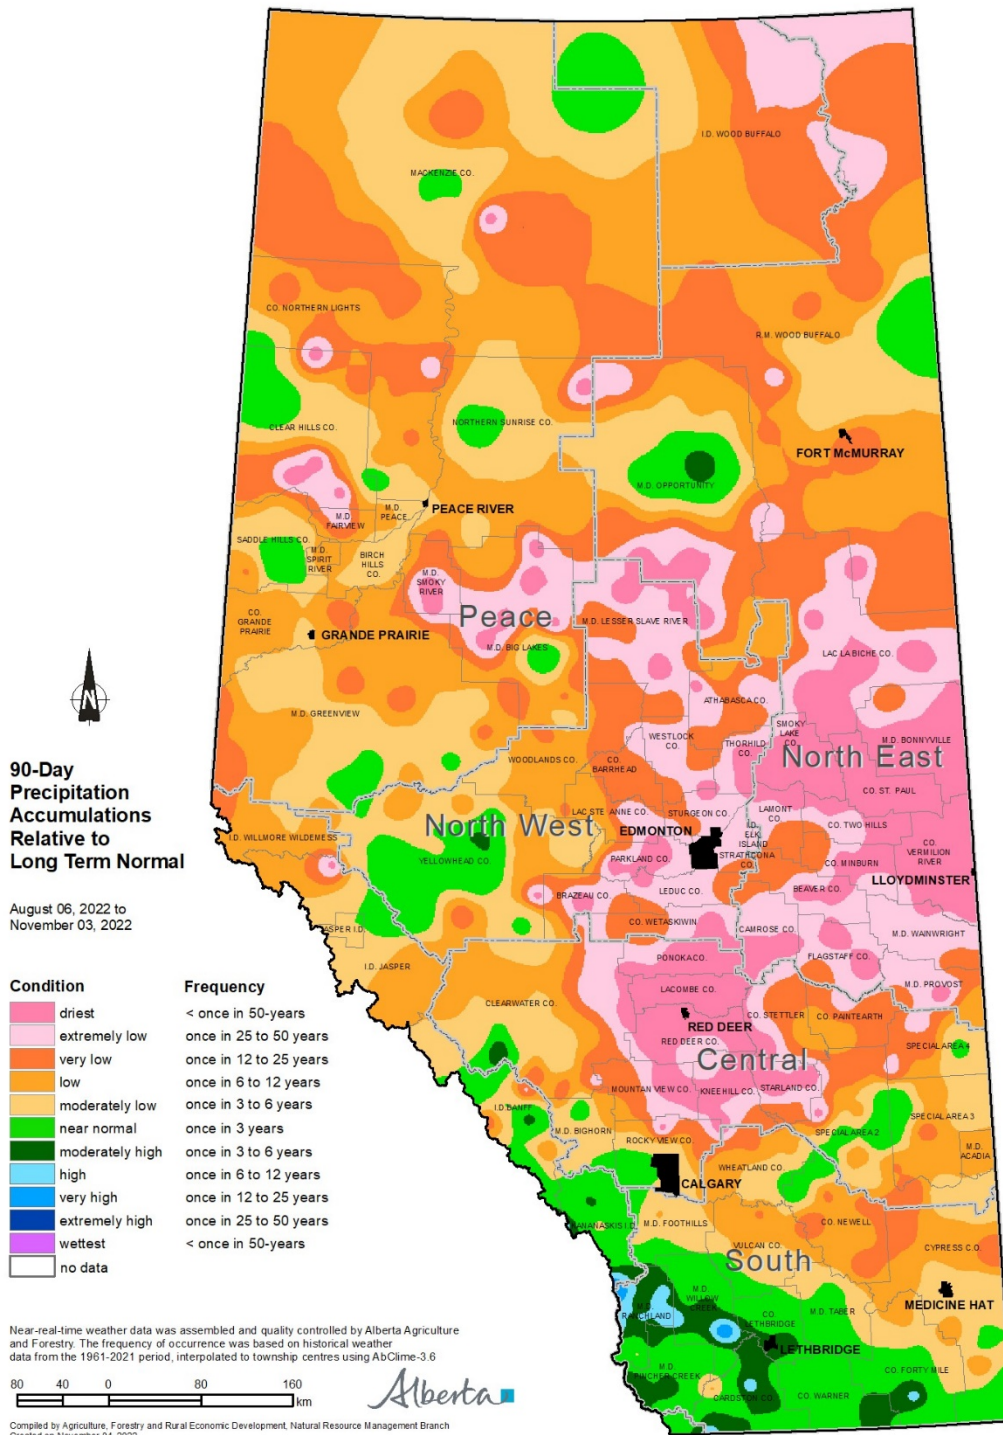 I.D. WOOD BUFFALO
MACKENZIE CO.
CO. NORTHERN LIGHTS
R.M. WOOD BUFFALO
CLEAR HILLS CO.
NORTHERN SUNRISE CO.
FORT McMURRAY
M.D. OPPORTUNITY
PEACE RIVER
M.D.
PEACE
M.D.
FAIRVIEW
SADDLE HILLS CO.
M.D.
SPIRIT
RIVER
BIRCH
HILLS
CO.
M.D.
SMOKY
RIVER
Peace
CO.
GRANDE
PRAIRIE
GRANDE PRAIRIE
M.D. LESSER SLAVE RIVER
M.D. BIG LAKES
LAC LA BICHE CO.
N
M.D. GREENVIEW
ATHABASCA CO.
SMOKY
LAKE
CO.
WESTLOCK
CO.
THORHILD
CO.
M.D. BONNYVILLE
North East
WOODLANDS CO.
CO.
BARRHEAD
CO. ST. PAUL
90-Day
Precipitation
Accumulations
Relative to
Long Term Normal
LAC STE ANNE CO.
STURGEON CO.
LAMONT
CO.
North West
EDMONTON
I.D.
ELK
ISLAND
CO. TWO HILLS
I.D. WILLMORE WILDERNESS
YELLOWHEAD CO.
PARKLAND CO.
STRATHCONA
CO.
CO. MINBURN
CO.
VERMILION
RIVER
LLOYDMINSTER
BRAZEAU CO.
LEDUC CO.
BEAVER CO.
August 06, 2022 to
November 03, 2022
CO. WETASKIWIN
CAMROSE CO.
M.D. WAINWRIGHT
JASPER I.D.
I.D. JASPER
PONOKA CO.
FLAGSTAFF CO.
M.D. PROVOST
LACOMBE CO.
CLEARWATER CO.
RED DEER
CO. STETTLER
CO. PAINTEARTH
RED DEER CO.
SPECIAL AREA 4
Central
MOUNTAIN VIEW CO.
KNEEHILL CO.
STARLAND CO.
I.D. BANFF
M.D. BIGHORN
ROCKY VIEW CO.
SPECIAL AREA 2
SPECIAL AREA 3
M.D.
ACADIA
WHEATLAND CO.
CALGARY
KANANASKIS I.D.
M.D. FOOTHILLS
CO. NEWELL
VULCAN CO.
South
CYPRESS CO.
M.D.
WILLOW
CREEK
M.D.
RANCHLAND
CO.
LETHBRIDGE
M.D. TABER
MEDICINE HAT
LETHBRIDGE
M.D.
PINCHER CREEK
CARDSTON CO.
CO. WARNER
CO. FORTY MILE
Condition Frequency
driest < once in 50-years
extremely low once in 25 to 50 years
very low once in 12 to 25 years
low once in 6 to 12 years
moderately low once in 3 to 6 years
near normal once in 3 years
moderately high once in 3 to 6 years
high once in 6 to 12 years
very high once in 12 to 25 years
extremely high once in 25 to 50 years
wettest < once in 50-years
no data
Near-real-time weather data was assembled and quality controlled by Alberta Agriculture
and Forestry. The frequency of occurrence was based on historical weather
data from the 1961-2021 period, interpolated to township centres using AbClime-3.6
80 40 0 80 160
km
Alberta
Compiled by Agriculture, Forestry and Rural Economic Development, Natural Resource Management Branch
Created on November 04, 2022